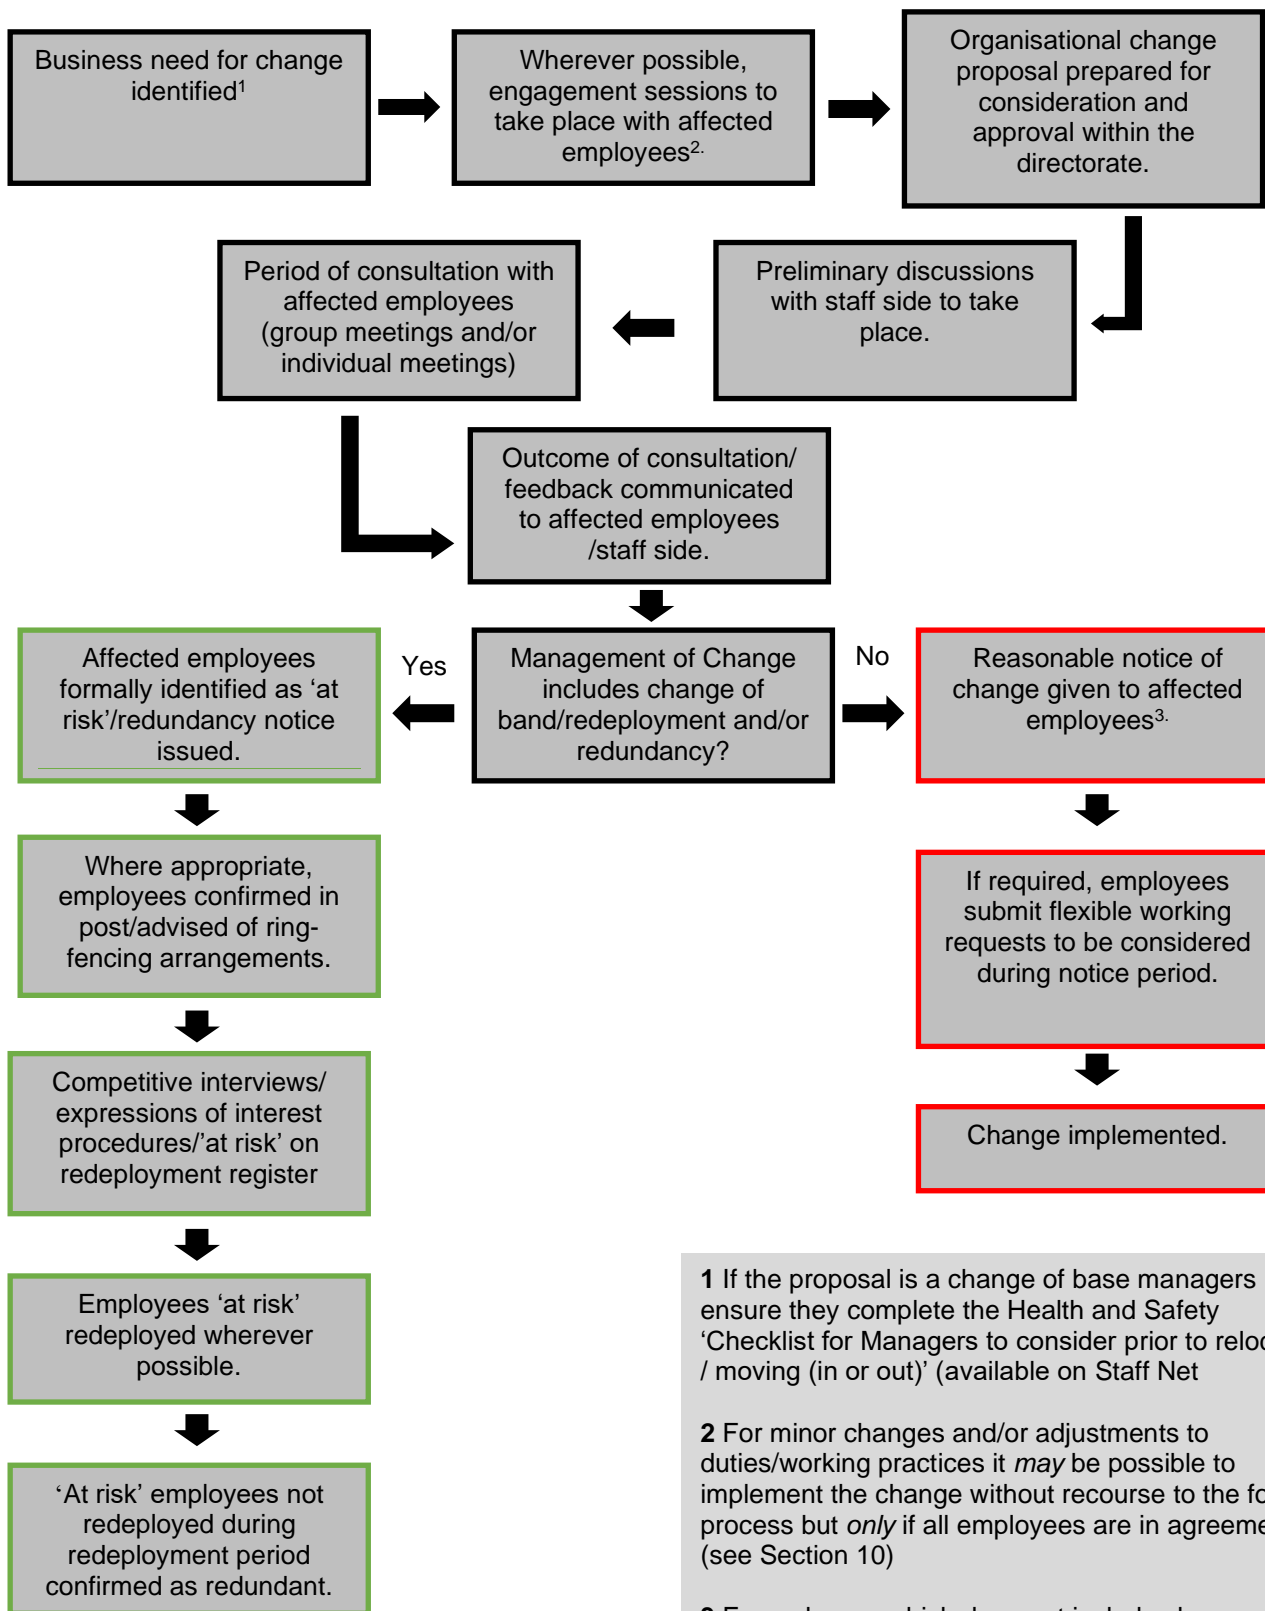 Business need for change
identified1
Wherever possible,
engagement sessions to
take place with affected
employees2.
Organisational change
proposal prepared for
consideration and
approval within the
directorate.
Preliminary discussions
with staff side to take
place.
Period of consultation with
affected employees
(group meetings and/or
individual meetings)
Outcome of consultation/
feedback communicated
to affected employees
/staff side.
Management of Change
includes change of
band/redeployment and/or
redundancy?
Yes
Affected employees
formally identified as ‘at
risk’/redundancy notice
issued.
Where appropriate,
employees confirmed in
post/advised of ring-
fencing arrangements.
Competitive interviews/
expressions of interest
procedures/’at risk’ on
redeployment register
Employees ‘at risk’
redeployed wherever
possible.
‘At risk’ employees not
redeployed during
redeployment period
confirmed as redundant.
No
Reasonable notice of
change given to affected
employees3.
If required, employees
submit flexible working
requests to be considered
during notice period.
Change implemented.
1 If the proposal is a change of base managers
ensure they complete the Health and Safety
‘Checklist for Managers to consider prior to
/ moving (in or out)’ (available on Staff Net
2 For minor changes and/or adjustments to
duties/working practices it may be possible to
implement the change without recourse to the
process but only if all employees are in
(see Section 10)